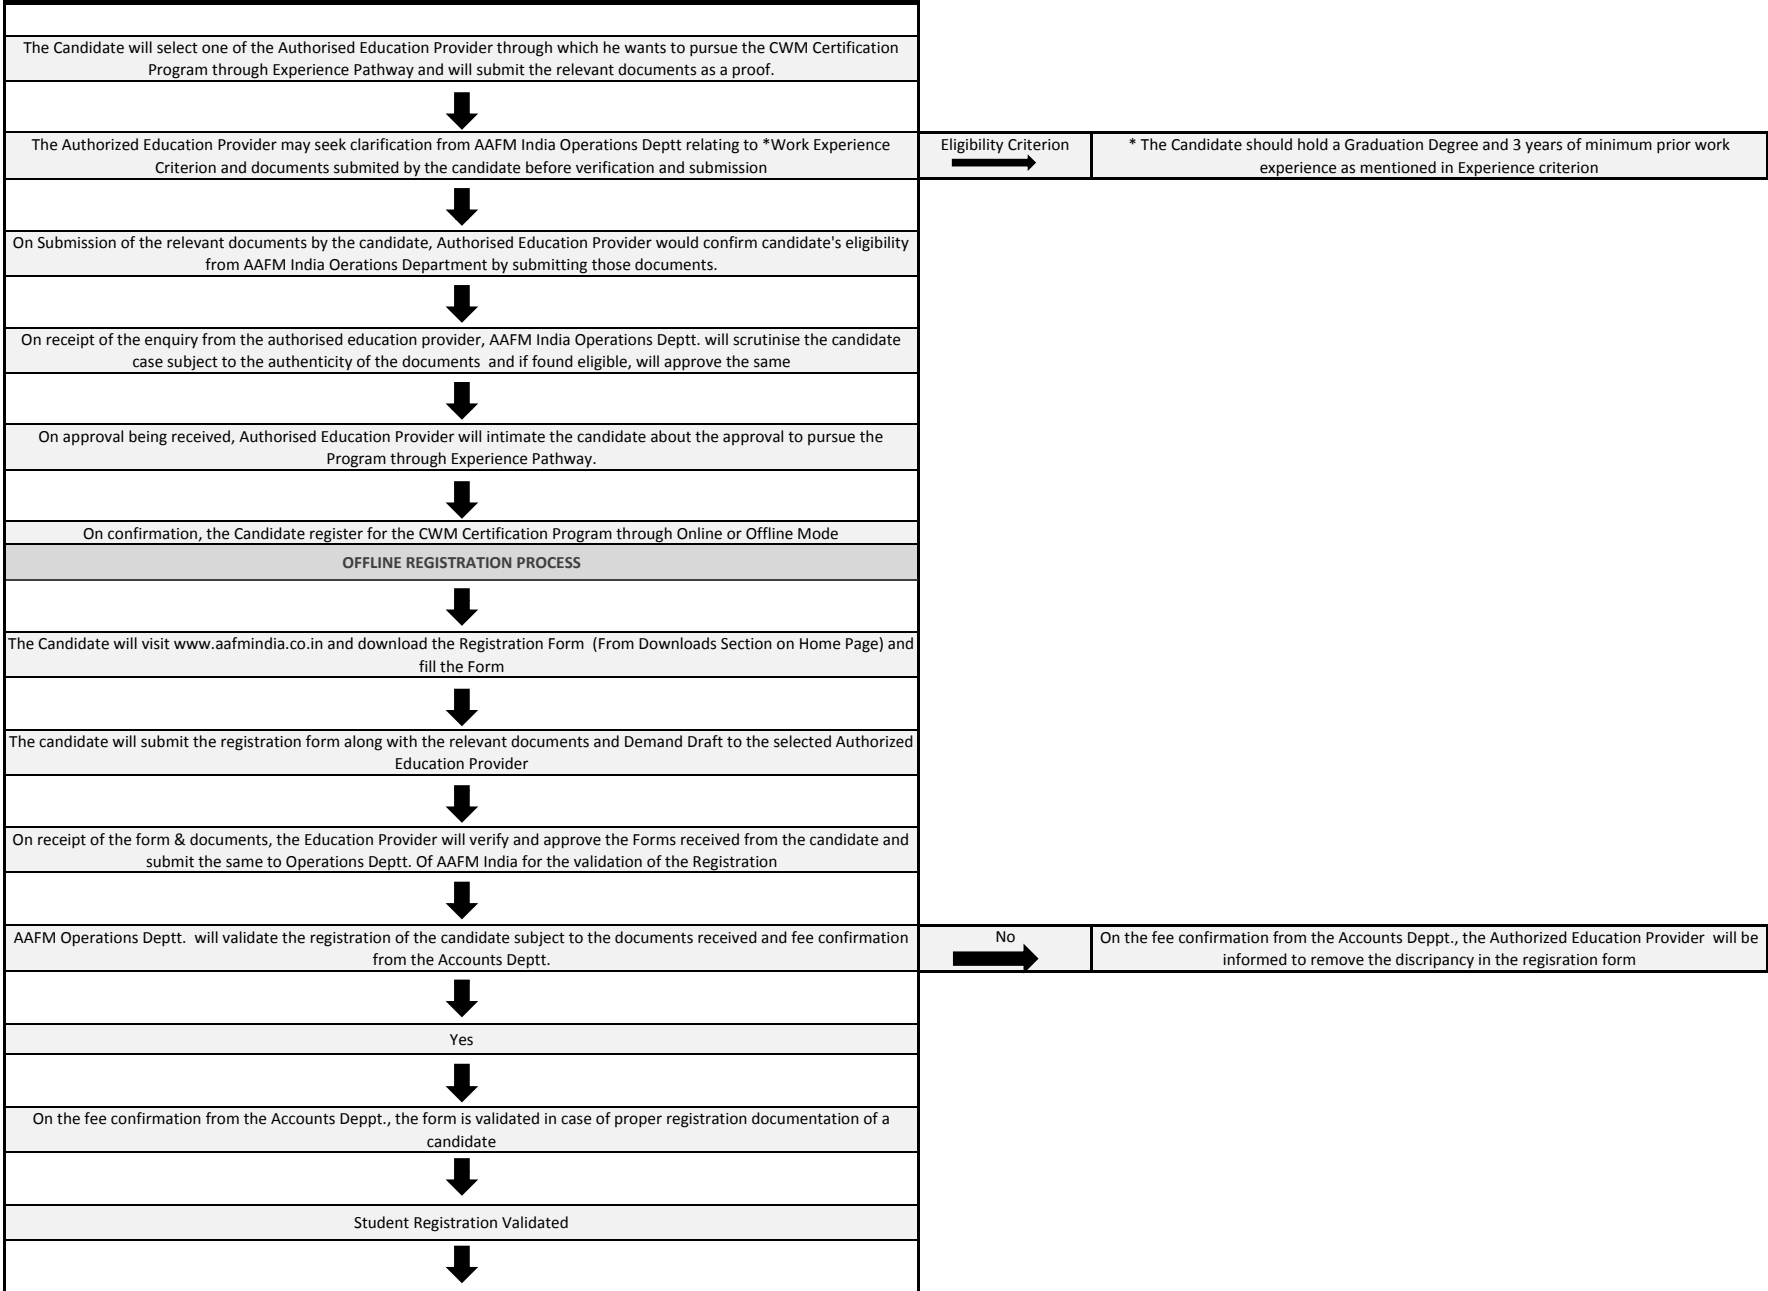 The Candidate will select one of the Authorised Education Provider through which he wants to pursue the CWM Certification
Program through Experience Pathway and will submit the relevant documents as a proof.
The Authorized Education Provider may seek clarification from AAFM India Operations Deptt relating to *Work Experience
Criterion and documents submited by the candidate before verification and submission
Eligibility Criterion
* The Candidate should hold a Graduation Degree and 3 years of minimum prior work
experience as mentioned in Experience criterion
On Submission of the relevant documents by the candidate, Authorised Education Provider would confirm candidate's eligibility
from AAFM India Oerations Department by submitting those documents.
On receipt of the enquiry from the authorised education provider, AAFM India Operations Deptt. will scrutinise the candidate
case subject to the authenticity of the documents and if found eligible, will approve the same
On approval being received, Authorised Education Provider will intimate the candidate about the approval to pursue the
Program through Experience Pathway.
On confirmation, the Candidate register for the CWM Certification Program through Online or Offline Mode
OFFLINE REGISTRATION PROCESS
The Candidate will visit www.aafmindia.co.in and download the Registration Form (From Downloads Section on Home Page) and
fill the Form
The candidate will submit the registration form along with the relevant documents and Demand Draft to the selected Authorized
Education Provider
On receipt of the form & documents, the Education Provider will verify and approve the Forms received from the candidate and
submit the same to Operations Deptt. Of AAFM India for the validation of the Registration
AAFM Operations Deptt. will validate the registration of the candidate subject to the documents received and fee confirmation
from the Accounts Deptt.
No
On the fee confirmation from the Accounts Deppt., the Authorized Education Provider will be
informed to remove the discripancy in the regisration form
Yes
On the fee confirmation from the Accounts Deppt., the form is validated in case of proper registration documentation of a
candidate
Student Registration Validated